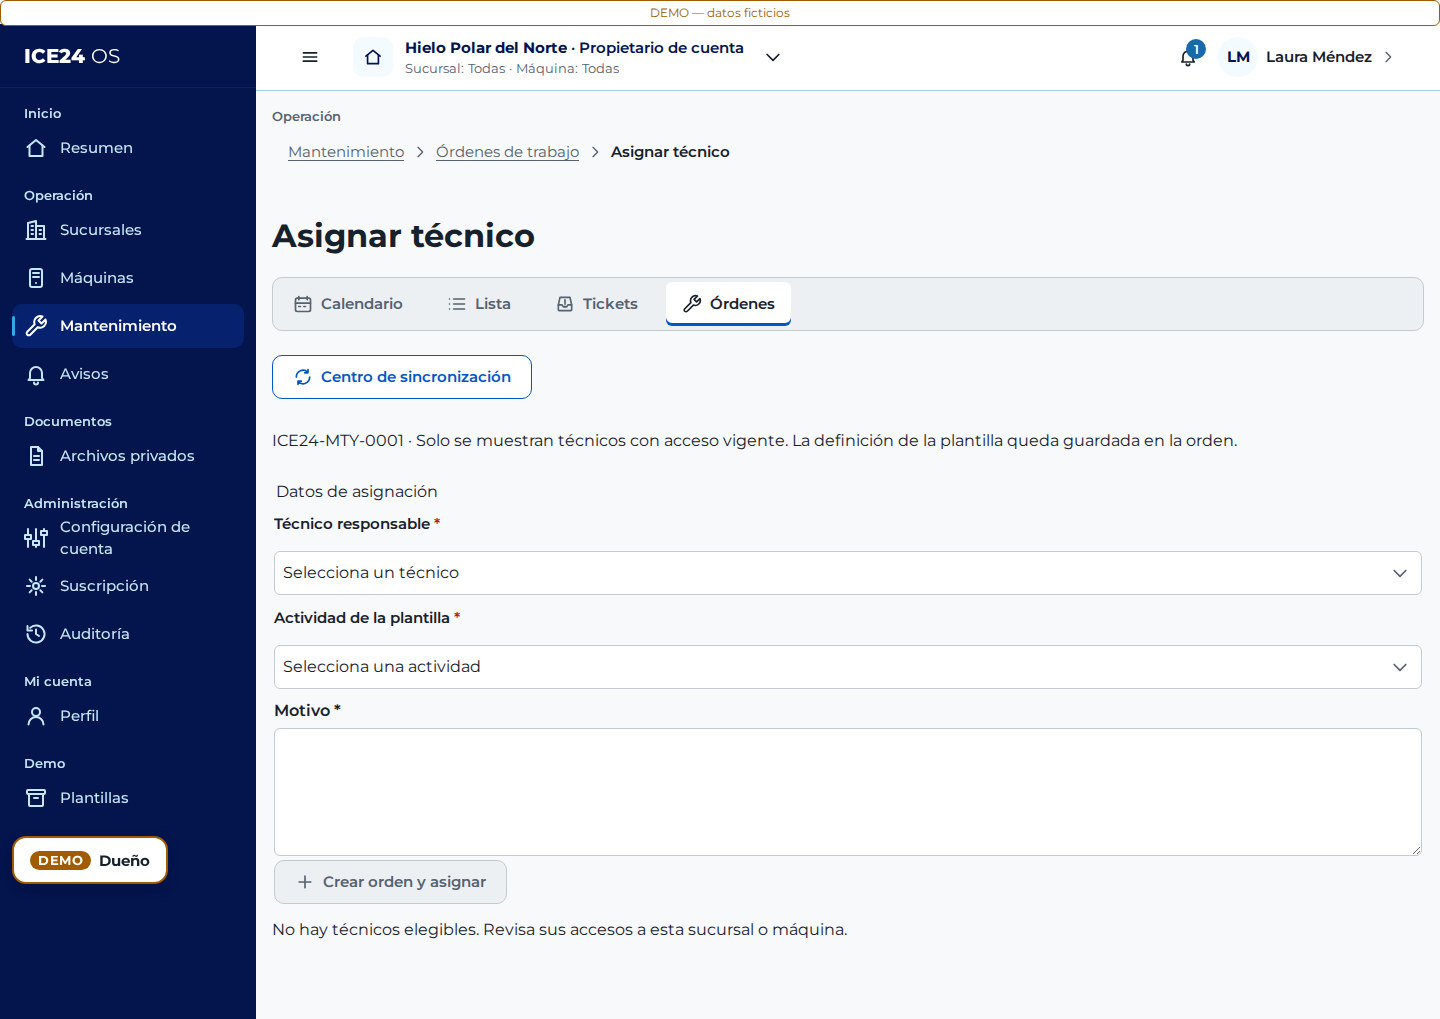 DEMO — datos ficticios
ICE24 OS
Inicio
Resumen
Operación
Sucursales
Máquinas
Mantenimiento
Avisos
Documentos
Archivos privados
Administración
Configuración de
cuenta
Suscripción
Auditoría
Mi cuenta
Perfil
Demo
Plantillas
DEMO Dueño
Hielo Polar del Norte · Propietario de cuenta
Sucursal: Todas · Máquina: Todas
1
LM Laura Méndez
Operación
Mantenimiento > Órdenes de trabajo > Asignar técnico
Asignar técnico
Calendario Lista Tickets Órdenes
Centro de sincronización
ICE24-MTY-0001 · Solo se muestran técnicos con acceso vigente. La definición de la plantilla queda guardada en la orden.
Datos de asignación
Técnico responsable *
Selecciona un técnico
Actividad de la plantilla *
Selecciona una actividad
Motivo *
Crear orden y asignar
No hay técnicos elegibles. Revisa sus accesos a esta sucursal o máquina.